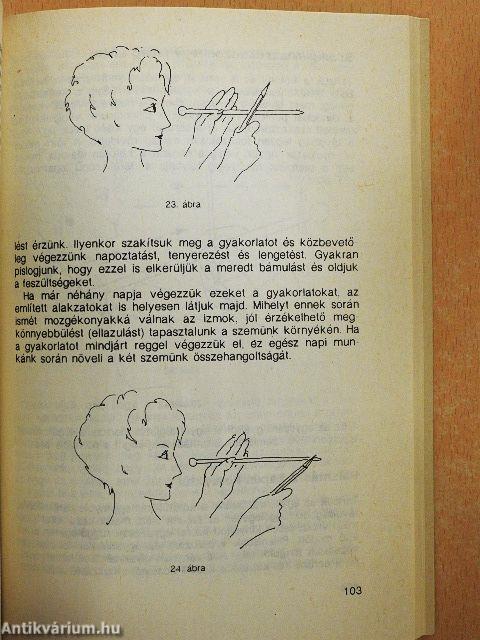 23. ábra
lést érzünk. Ilyenkor szakítsuk meg a gyakorlatot és közbevető
leg végezzünk napoztatást, tenyerezést és lengetést. Gyakran
pislogjunk, hogy ezzel is elkerüljük a meredt bámulást és oldjuk
a feszültségeket.
Ha már néhány napja végezzük ezeket a gyakorlatokat, az
említett alakzatokat is helyesen látjuk majd. Mihelyt ennek során
ismét mozgékonyakká válnak az izmok, jól érzékelhető meg
könnyebbülést (ellazulást) tapasztalunk a szemünk környékén. Ha
a gyakorlatot mindjárt reggel végezzük el, ez egész napi mun-
kánk során növeli a két szemünk összehangoltságát.
24. ábra
103
Antikvárium.hu